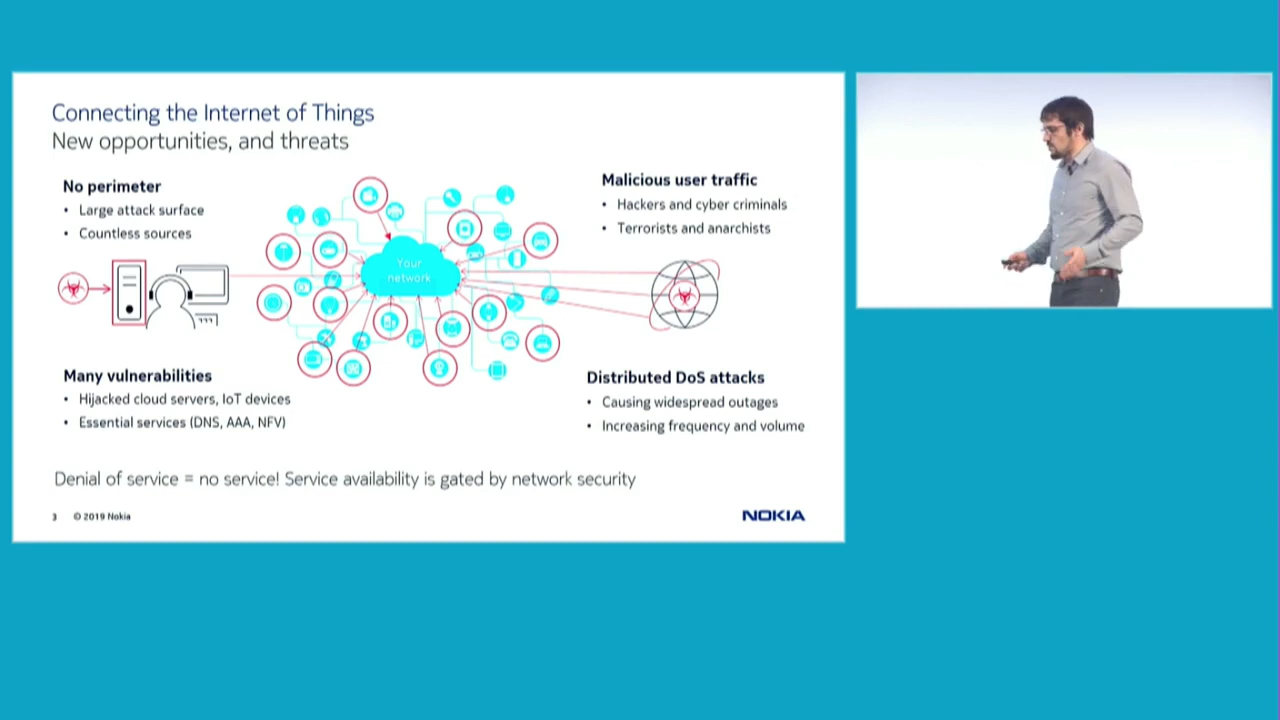 Connecting the Internet of Things
New opportunities, and threats
No perimeter
• Large attack surface
• Countless sources
Malicious user traffic
• Hackers and cyber criminals
• Terrorists and anarchists
Your
network
Many vulnerabilities
• Hijacked cloud servers, IoT devices
• Essential services (DNS, AAA, NFV)
Distributed DoS attacks
• Causing widespread outages
• Increasing frequency and volume
Denial of service = no service! Service availability is gated by network security
3 © 2019 Nokia
NOKIA